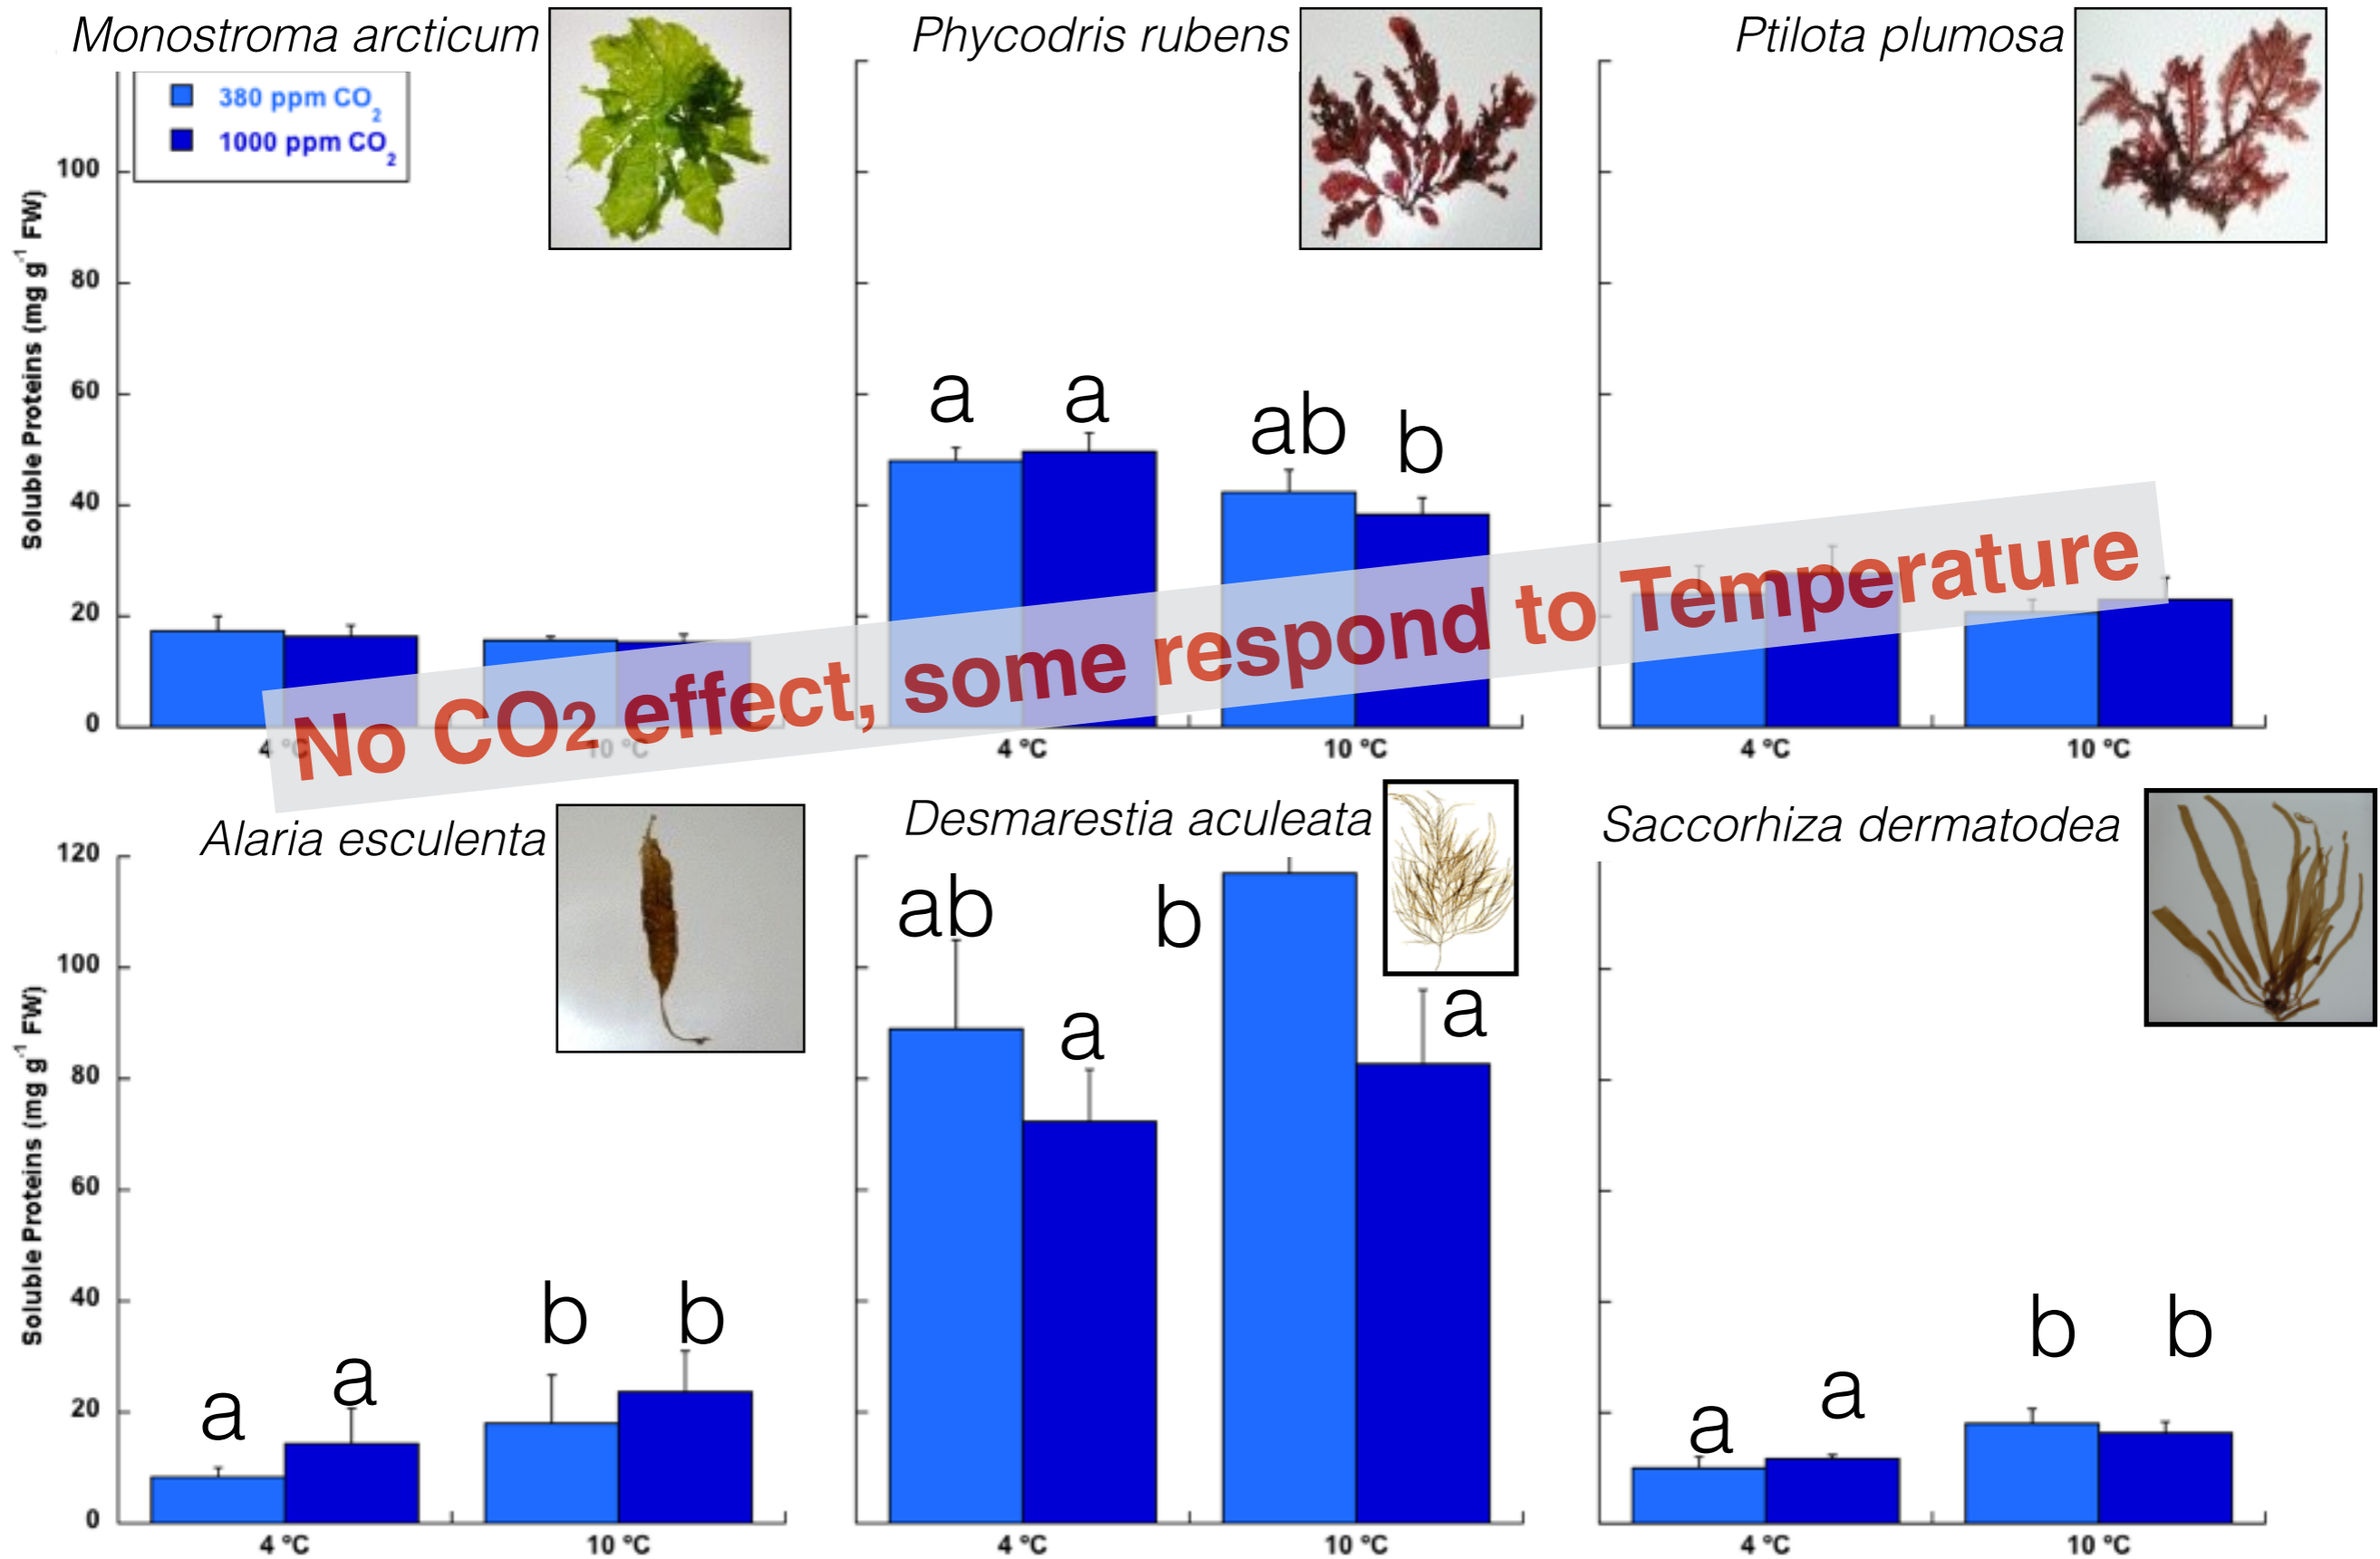 Monostroma arcticum
Phycodris rubens
Ptilota plumosa
380 ppm CO₂
1000 ppm CO₂
Soluble Proteins (mg g⁻¹ FW)
100
80
60
40
20
0
a
a
ab
b
4 °C
10 °C
4 °C
10 °C
4 °C
10 °C
No CO2 effect, some respond to Temperature
Alaria esculenta
Desmarestia aculeata
Saccorhiza dermatodea
Soluble Proteins (mg g⁻¹ FW)
120
100
80
60
40
20
0
a
a
b
b
ab
a
b
a
a
a
b
b
4 °C
10 °C
4 °C
10 °C
4 °C
10 °C